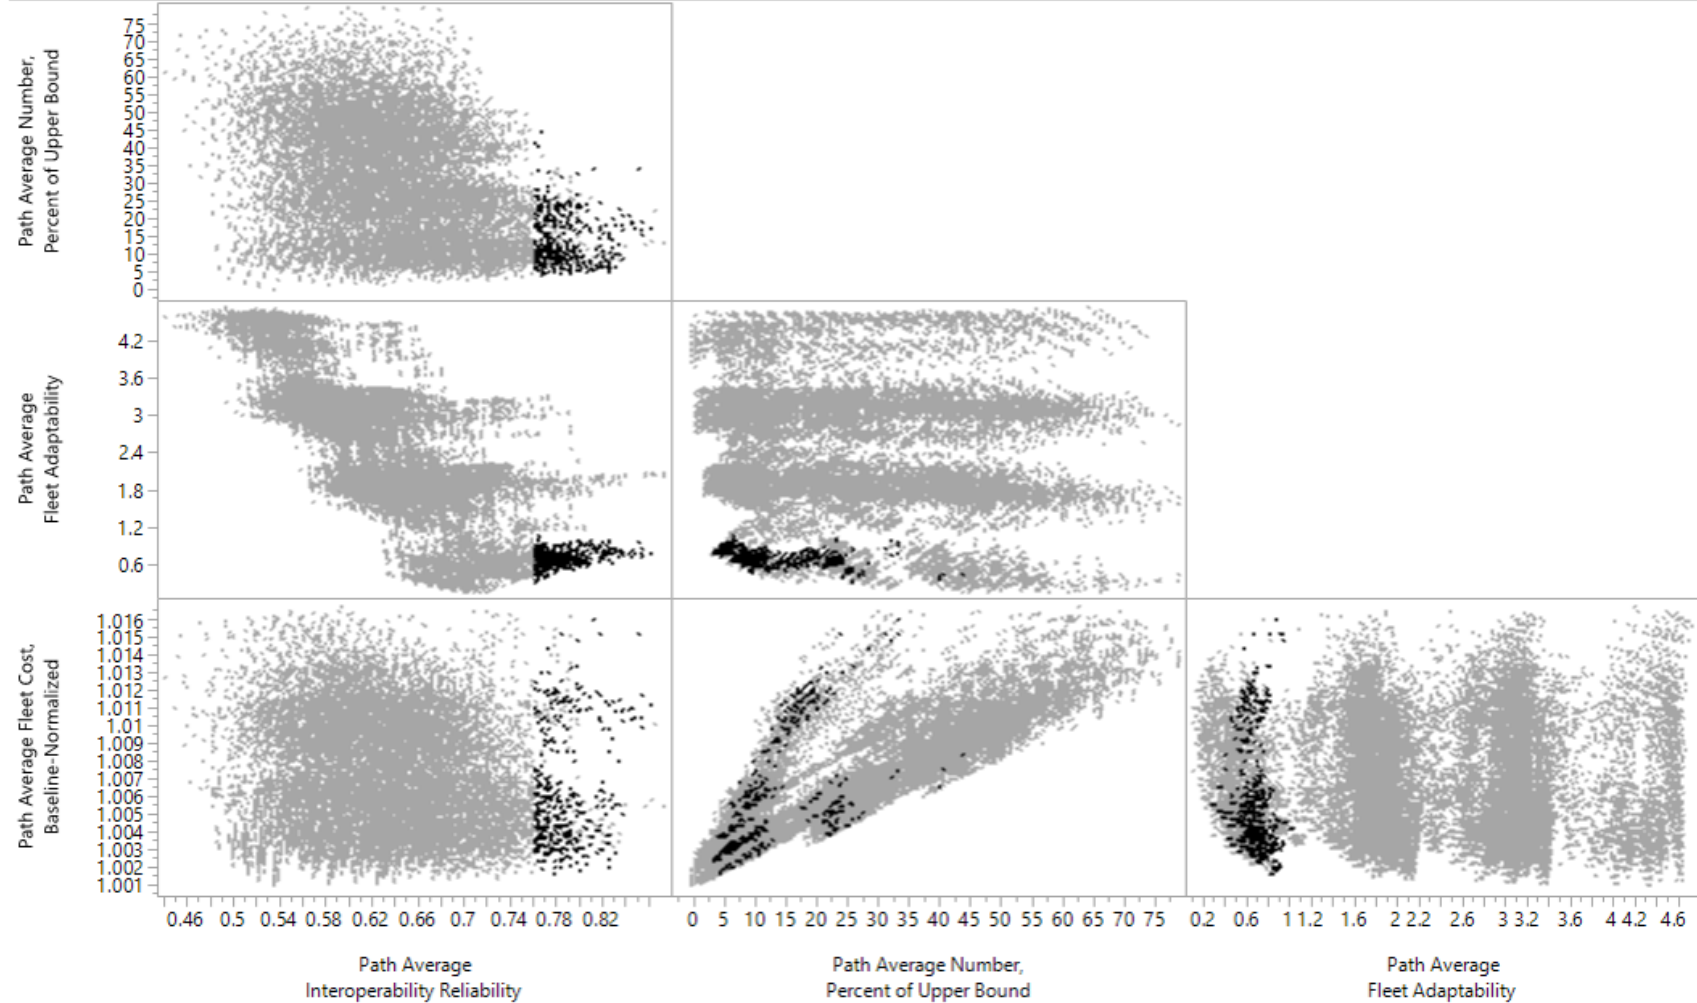 Path Average Number,
Percent of Upper Bound
75
70
65
60
55
50
45
40
35
30
25
20
15
10
5
0
Path Average
Fleet Adaptability
4.2
3.6
3
2.4
1.8
1.2
0.6
Path Average Fleet Cost,
Baseline-Normalized
1.016
1.015
1.014
1.013
1.012
1.011
1.01
1.009
1.008
1.007
1.006
1.005
1.004
1.003
1.002
1.001
0.46 0.5 0.54 0.58 0.62 0.66 0.7 0.74 0.78 0.82
0 5 10 15 20 25 30 35 40 45 50 55 60 65 70 75
0.2 0.6 1 1.2 1.6 2 2.2 2.6 3 3.2 3.6 4 4.2 4.6
Path Average
Interoperability Reliability
Path Average Number,
Percent of Upper Bound
Path Average
Fleet Adaptability